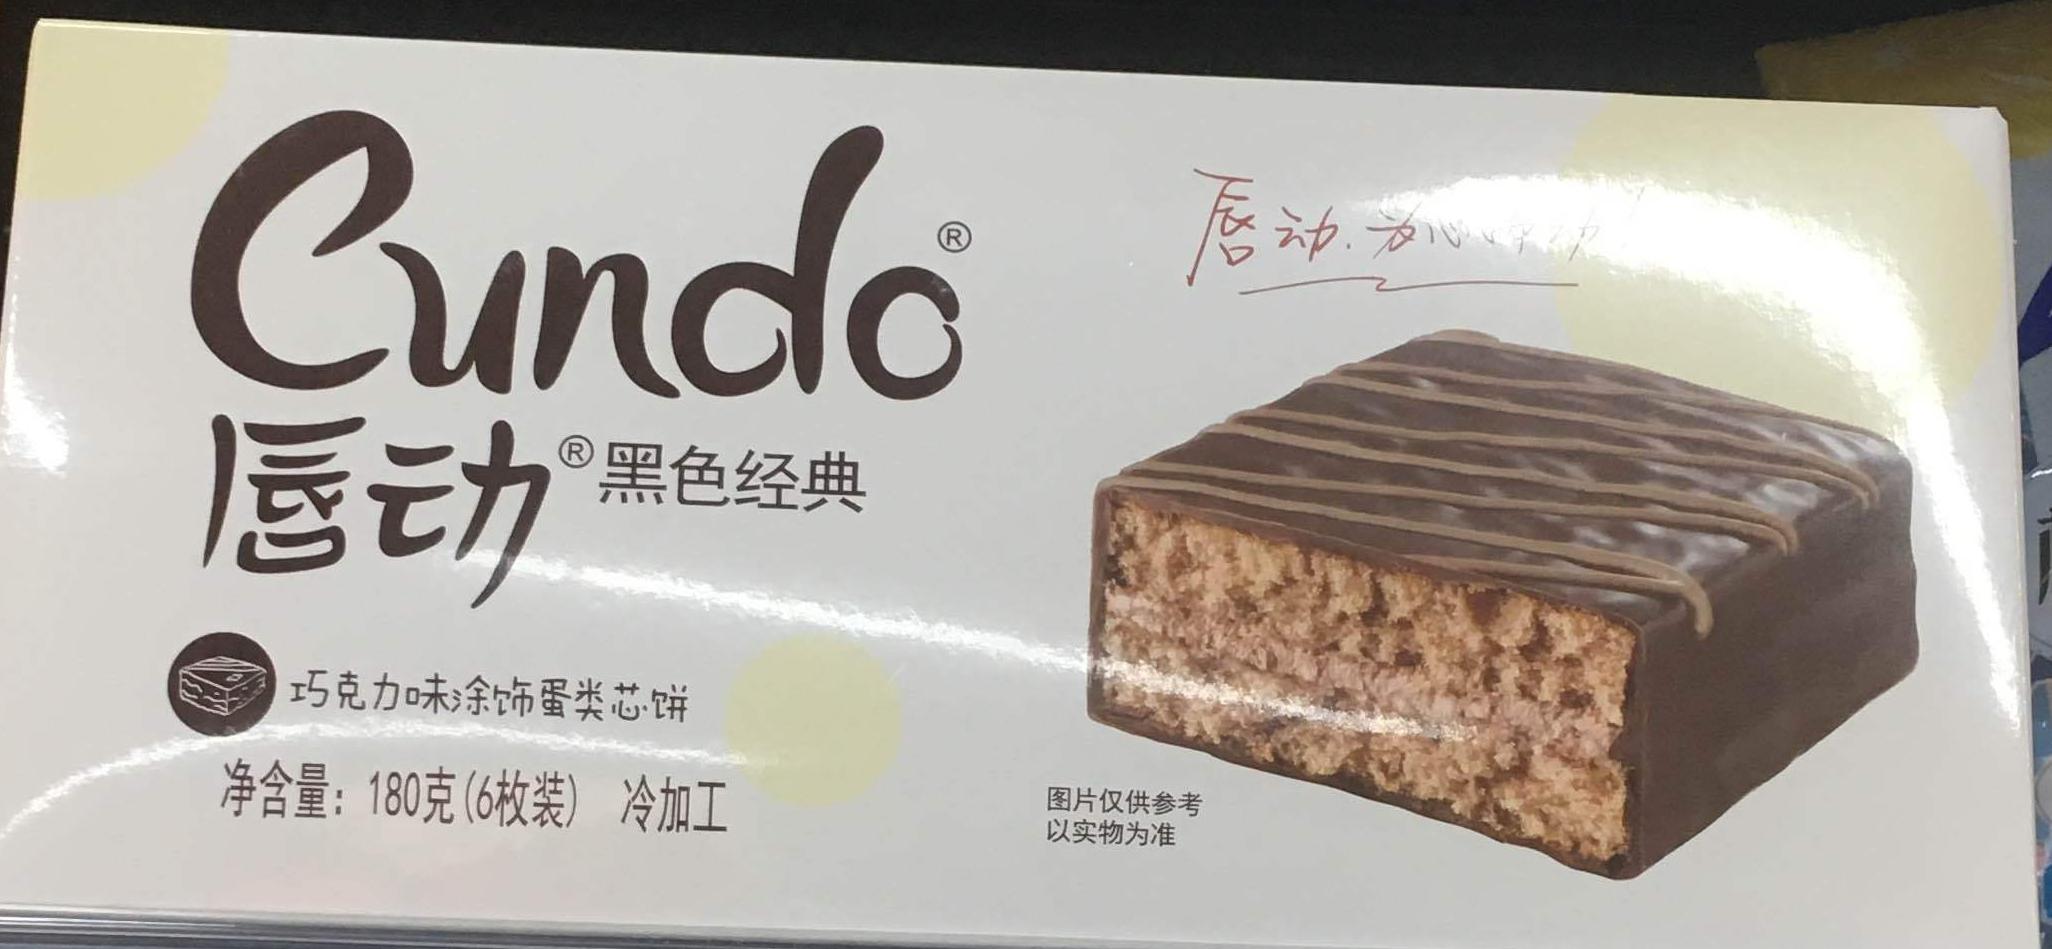 Cundo®
唇动®黑色经典
唇动.为
巧克力味涂饰蛋类芯饼
净含量：180克(6枚装) 冷加工
图片仅供参考
以实物为准